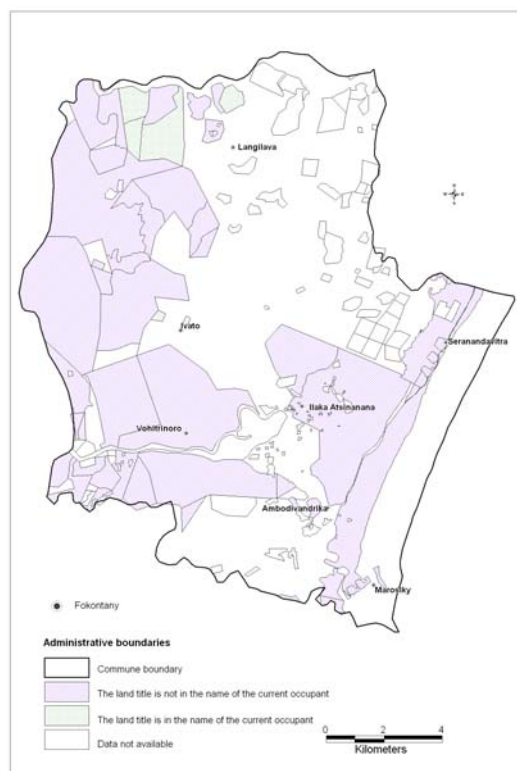 Langilava
Seranandavitra
Ivato
Ilaka Atsinanana
Vohitrinoro
Ambodivandrika
Marosiky
Fokontany
Administrative boundaries
Commune boundary
The land title is not in the name of the current occupant
The land title is in the name of the current occupant
Data not available
0 2 4
Kilometers